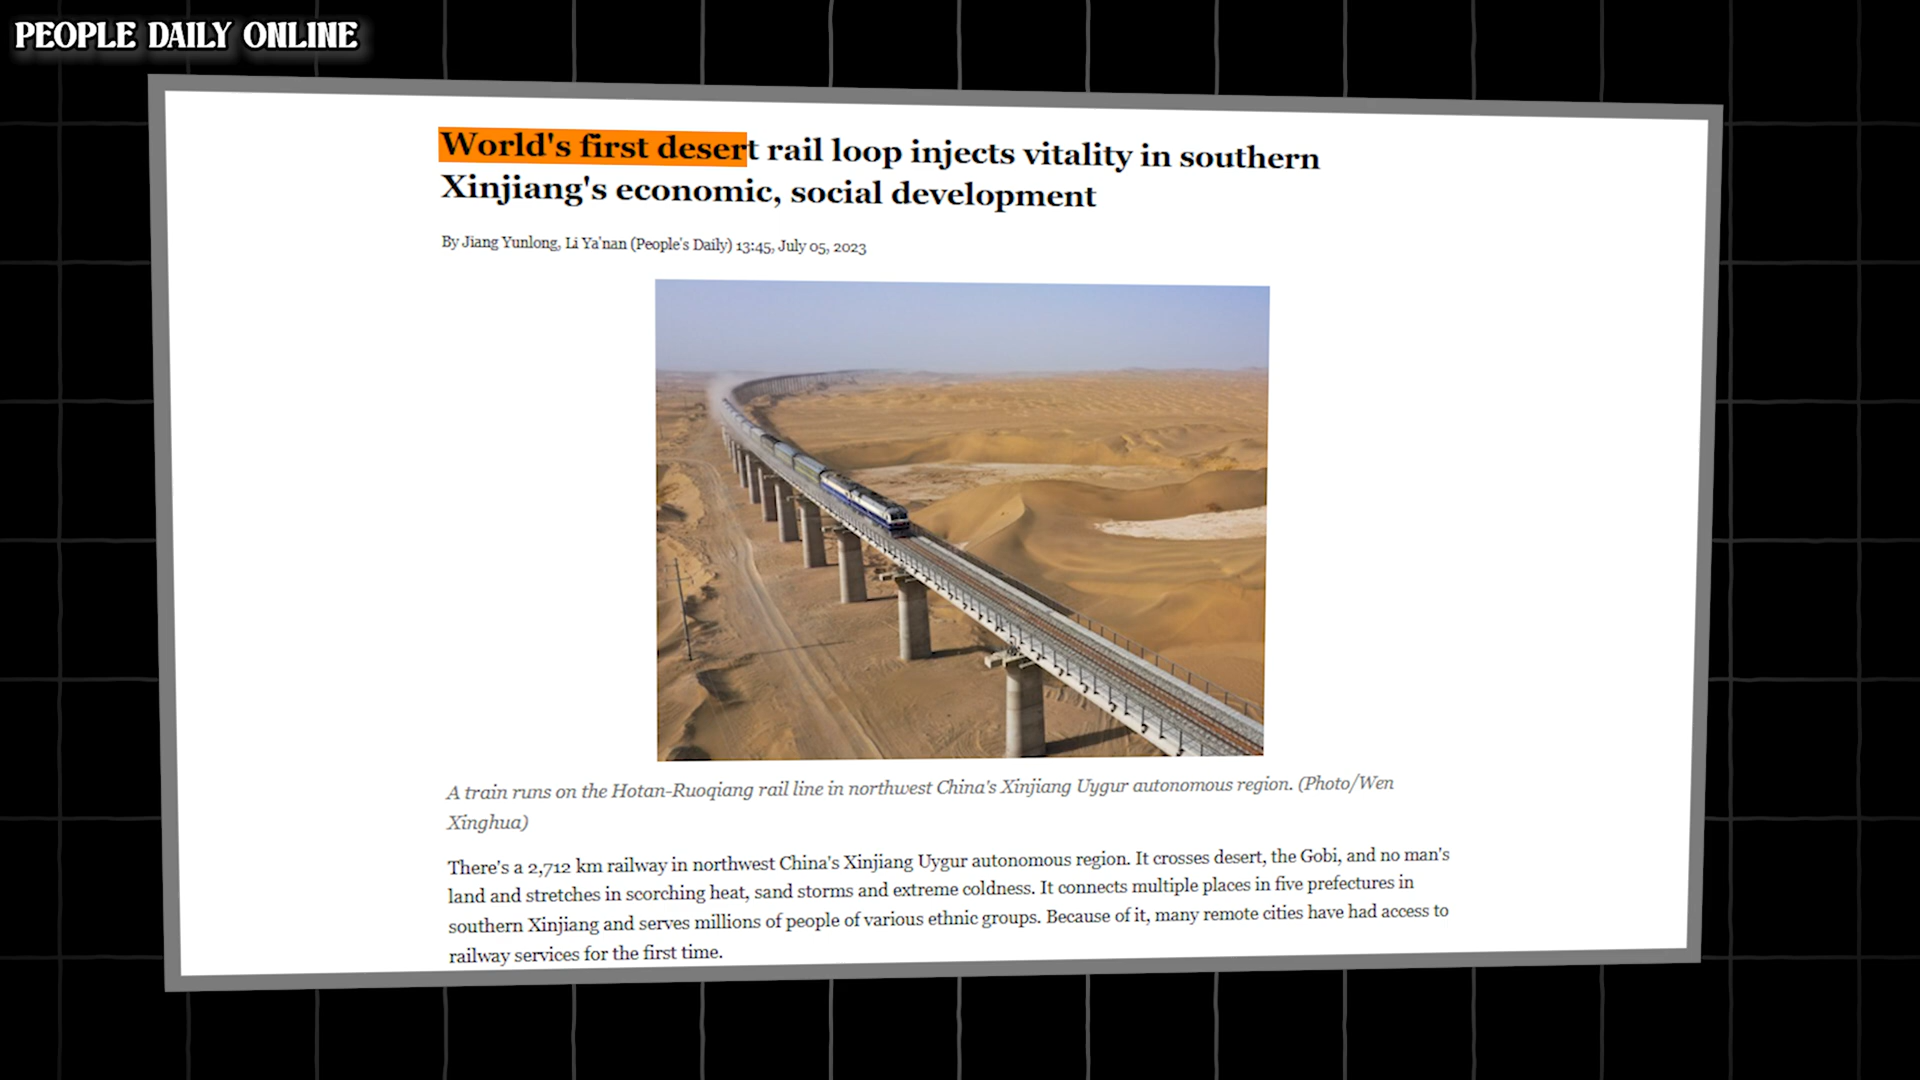 PEOPLE DAILY ONLINE
World's first desert rail loop injects vitality in southern
Xinjiang's economic, social development
By Jiang Yunlong, Li Ya'nan (People's Daily) 13:45, July 05, 2023
A train runs on the Hotan-Ruoqiang rail line in northwest China's Xinjiang Uygur autonomous region. (Photo/Wen
Xinghua)
There's a 2,712 km railway in northwest China's Xinjiang Uygur autonomous region. It crosses desert, the Gobi, and no man's
land and stretches in scorching heat, sand storms and extreme coldness. It connects multiple places in five prefectures in
southern Xinjiang and serves millions of people of various ethnic groups. Because of it, many remote cities have had access to
railway services for the first time.